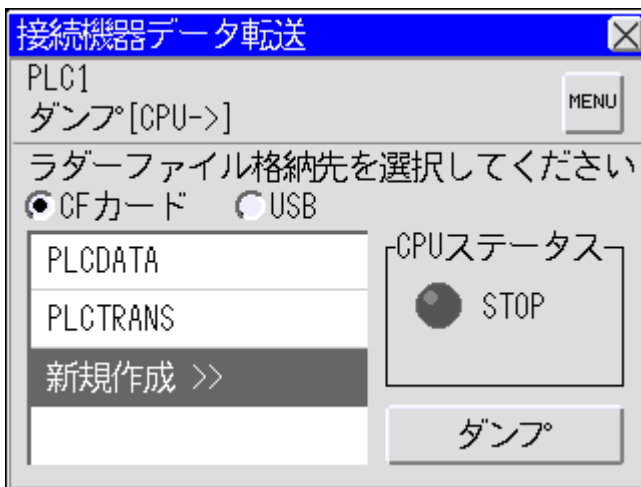 接続機器データ転送
PLC1
ダンプ[CPU->]
MENU
ラダーファイル格納先を選択してください
CFカード
USB
PLCDATA
PLCTRANS
新規作成 >>
CPUステータス
STOP
ダンプ